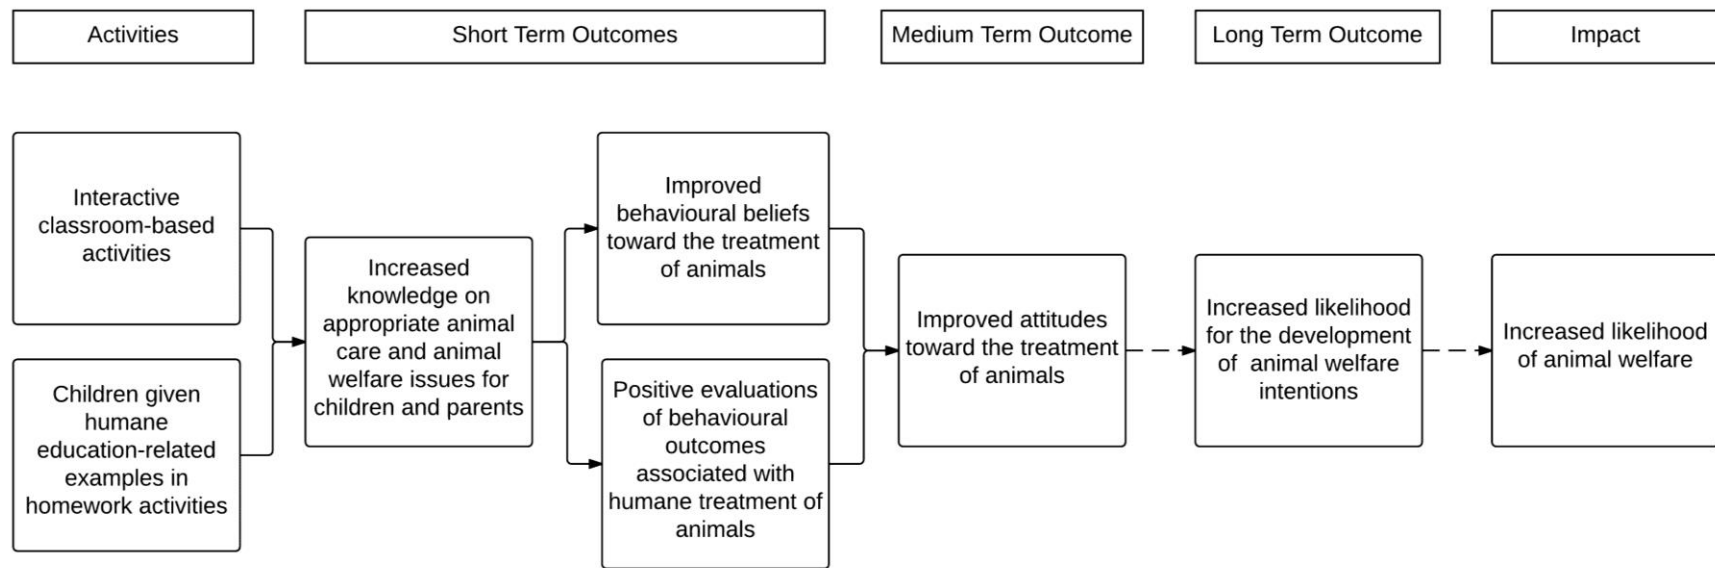 Activities
Short Term Outcomes
Medium Term Outcome
Long Term Outcome
Impact
Interactive
classroom-based
activities
Children given
humane
education-related
examples in
homework activities
Increased
knowledge on
appropriate animal
care and animal
welfare issues for
children and parents
Improved
behavioural beliefs
toward the treatment
of animals
Positive evaluations
of behavioural
outcomes
associated with
humane treatment of
animals
Improved attitudes
toward the treatment
of animals
Increased likelihood
for the development
of animal welfare
intentions
Increased likelihood
of animal welfare